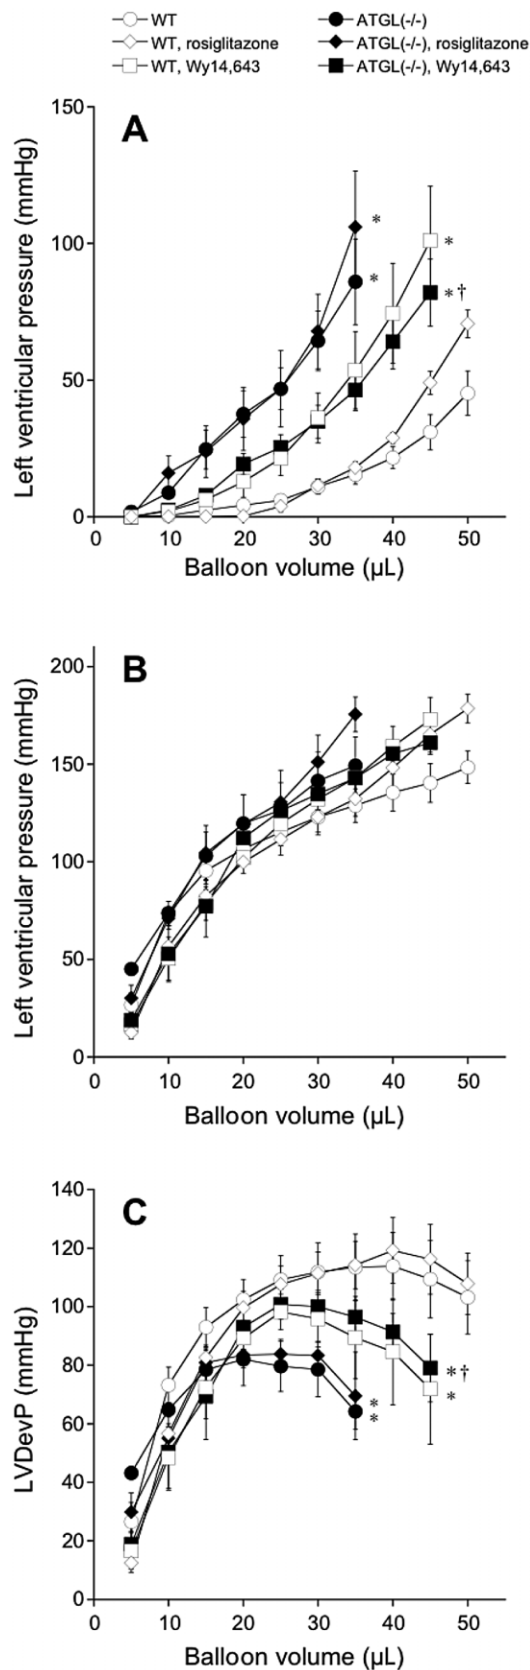 WT
ATGL(-/-)
WT, rosiglitazone
ATGL(-/-), rosiglitazone
WT, Wy14,643
ATGL(-/-), Wy14,643
A
Left ventricular pressure (mmHg)
150
100
50
0
*
*
*
*†
0 10 20 30 40 50
Balloon volume (µL)
B
Left ventricular pressure (mmHg)
200
150
100
50
0
0 10 20 30 40 50
Balloon volume (µL)
C
LVDevP (mmHg)
140
120
100
80
60
40
20
0
*†
*
*
*
0 10 20 30 40 50
Balloon volume (µL)